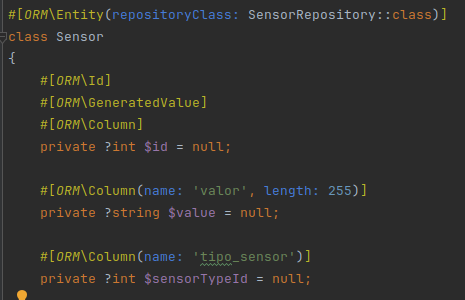 #[ORM\Entity(repositoryClass: SensorRepository::class)]
class Sensor
{
    #[ORM\Id]
    #[ORM\GeneratedValue]
    #[ORM\Column]
    private ?int $id = null;

    #[ORM\Column(name: 'valor', length: 255)]
    private ?string $value = null;

    #[ORM\Column(name: 'tipo_sensor')]
    private ?int $sensorTypeId = null;